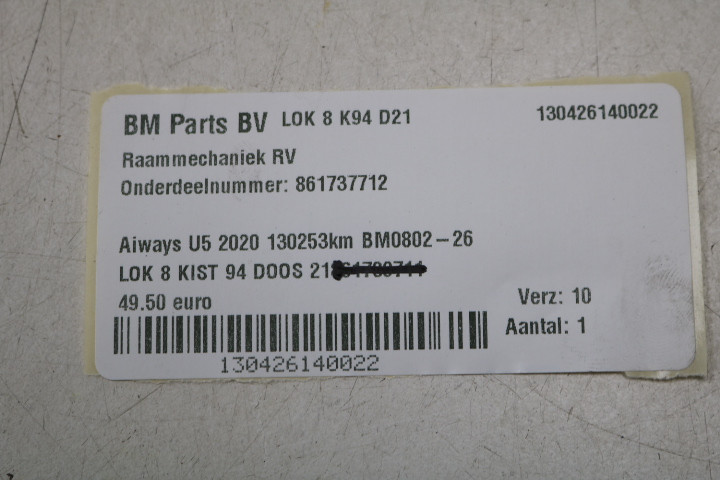 BM Parts BV LOK 8 K94 D21 130426140022
Raammechaniek RV
Onderdeelnummer: 861737712
Aiways U5 2020 130253km BM0802-26
LOK 8 KIST 94 DOOS 21
49.50 euro Verz: 10
Aantal: 1
130426140022